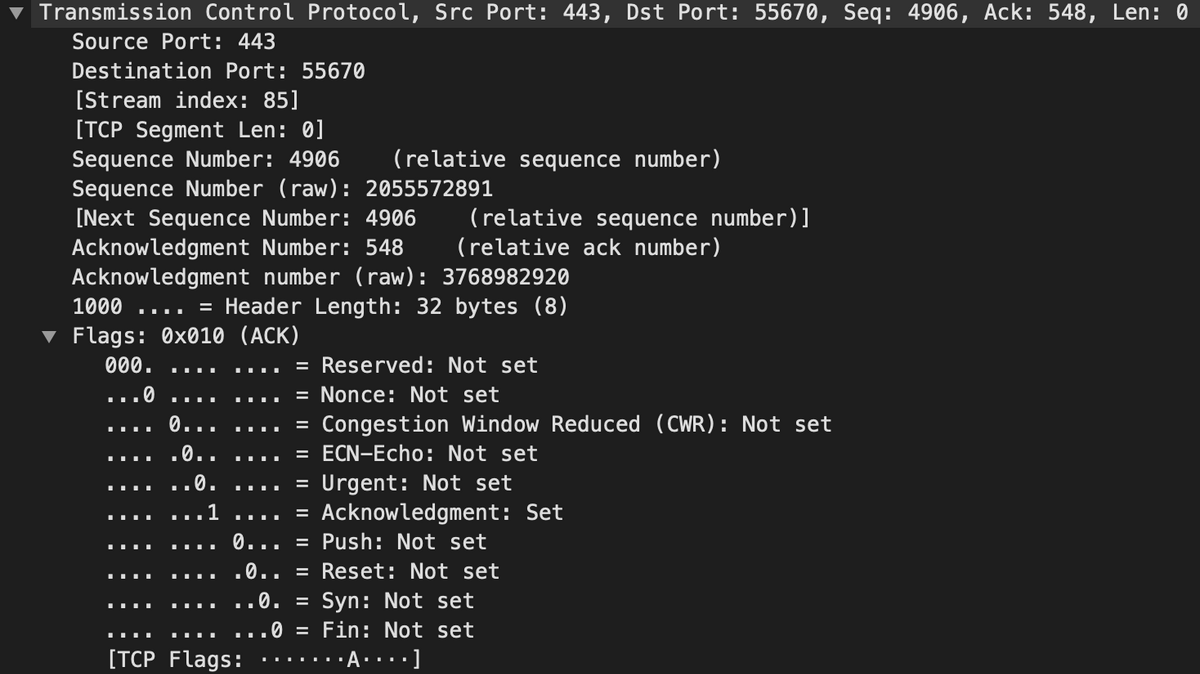 Transmission Control Protocol, Src Port: 443, Dst Port: 55670, Seq: 4906, Ack: 548, Len: 0
Source Port: 443
Destination Port: 55670
[Stream index: 85]
[TCP Segment Len: 0]
Sequence Number: 4906    (relative sequence number)
Sequence Number (raw): 2055572891
[Next Sequence Number: 4906    (relative sequence number)]
Acknowledgment Number: 548    (relative ack number)
Acknowledgment number (raw): 3768982920
1000 .... = Header Length: 32 bytes (8)
Flags: 0x010 (ACK)
000. .... .... = Reserved: Not set
...0 .... .... = Nonce: Not set
.... 0... .... = Congestion Window Reduced (CWR): Not set
.... .0.. .... = ECN-Echo: Not set
.... ..0. .... = Urgent: Not set
.... ...1 .... = Acknowledgment: Set
.... .... 0... = Push: Not set
.... .... .0.. = Reset: Not set
.... .... ..0. = Syn: Not set
.... .... ...0 = Fin: Not set
[TCP Flags: ·······A····]